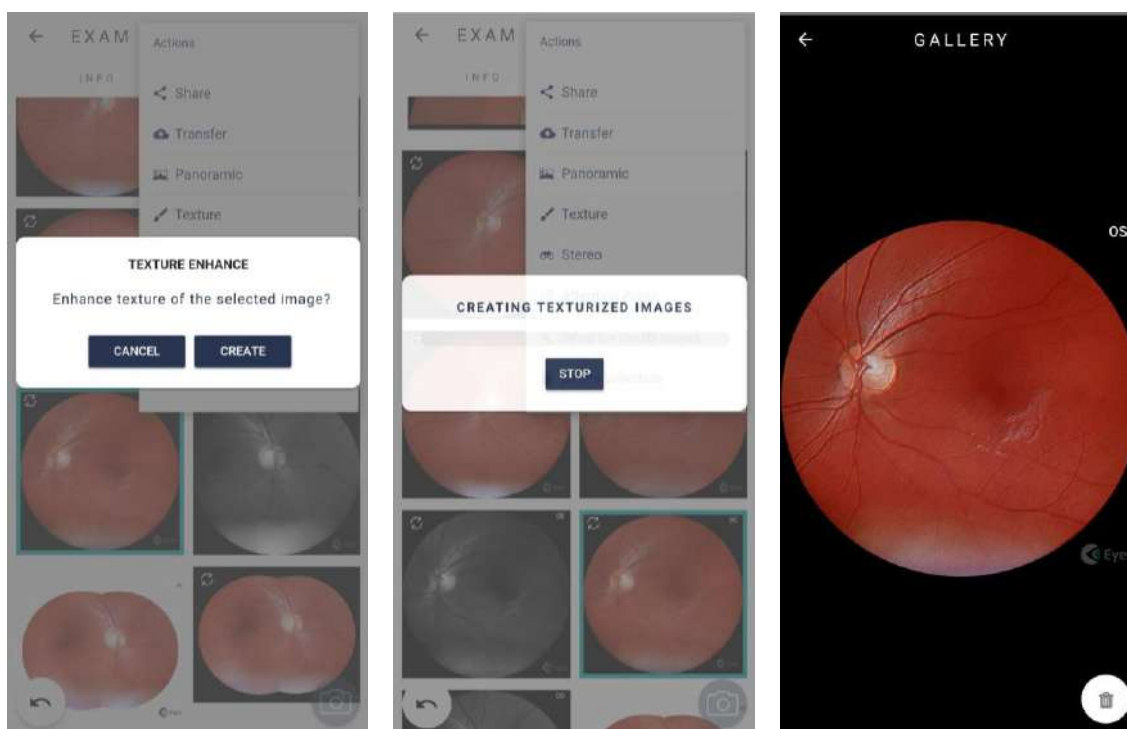 EXAM
Actions
INFO
Share
Transfer
Panoramic
Texture
TEXTURE ENHANCE
Enhance texture of the selected image?
CANCEL
CREATE
EXAM
Actions
INFO
Share
Transfer
Panoramic
Texture
Stereo
CREATING TEXTURIZED IMAGES
STOP
GALLERY
OS
Eye